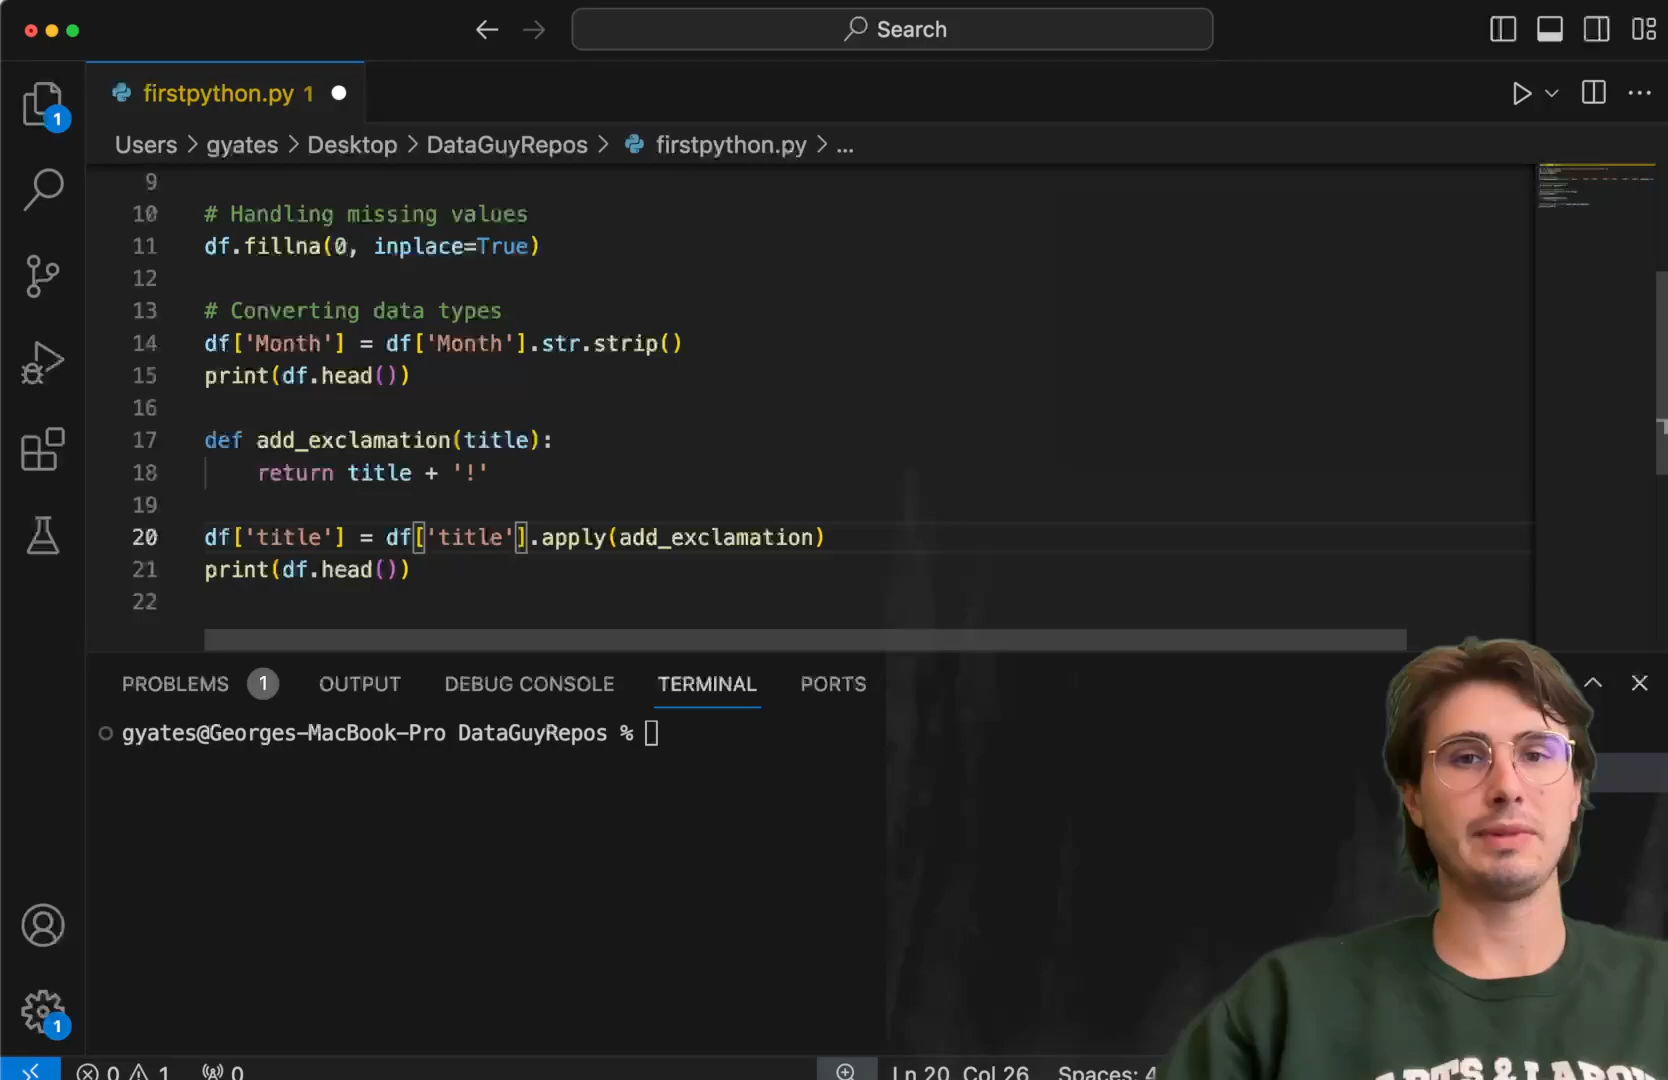 Search
firstpython.py 1
Users > gyates > Desktop > DataGuyRepos > firstpython.py > ...
9
10 # Handling missing values
11 df.fillna(0, inplace=True)
12
13 # Converting data types
14 df['Month'] = df['Month'].str.strip()
15 print(df.head())
16
17 def add_exclamation(title):
18 return title + '!'
19
20 df['title'] = df['title'].apply(add_exclamation)
21 print(df.head())
22
PROBLEMS 1 OUTPUT DEBUG CONSOLE TERMINAL PORTS
gyates@Georges-MacBook-Pro DataGuyRepos %
1
1
0 1 0 Ln 20, Col 26 Spaces: 4
ARTS & LABOR